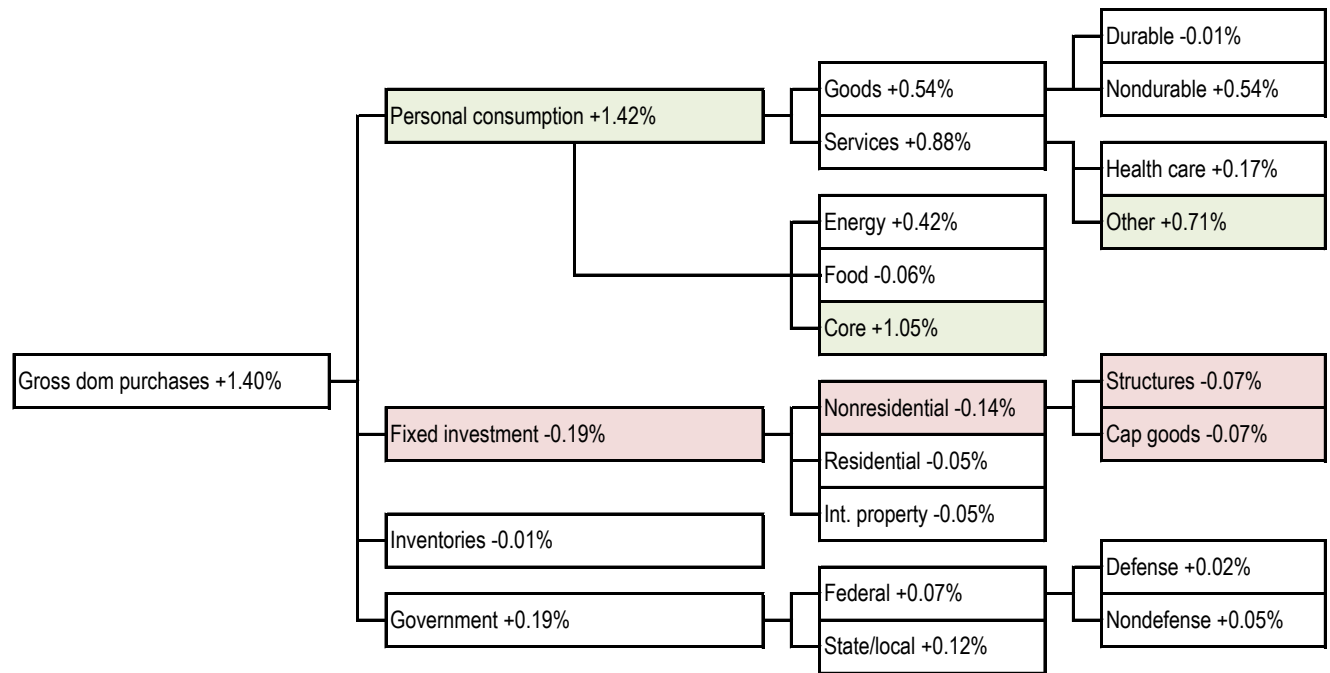 Durable -0.01%
Goods +0.54%
Nondurable +0.54%
Personal consumption +1.42%
Services +0.88%
Health care +0.17%
Energy +0.42%
Other +0.71%
Food -0.06%
Core +1.05%
Gross dom purchases +1.40%
Structures -0.07%
Nonresidential -0.14%
Fixed investment -0.19%
Cap goods -0.07%
Residential -0.05%
Int. property -0.05%
Inventories -0.01%
Defense +0.02%
Federal +0.07%
Government +0.19%
Nondefense +0.05%
State/local +0.12%